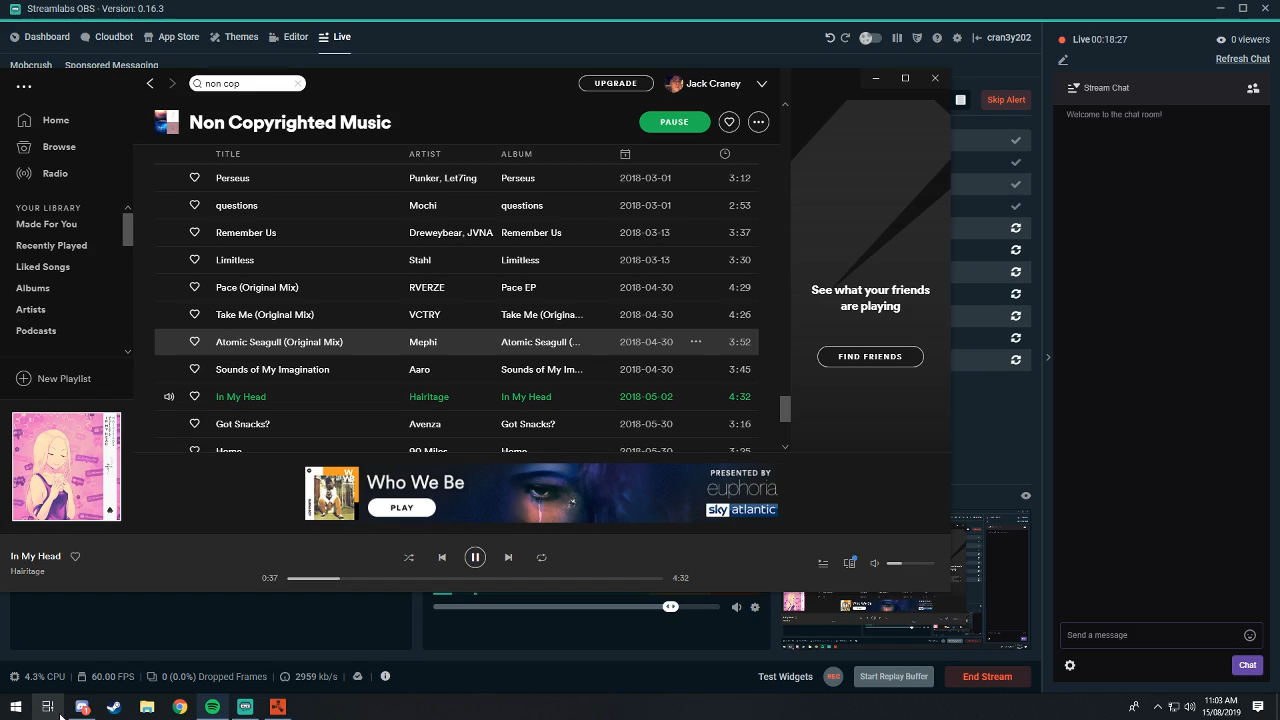 Streamlabs OBS - Version: 0.16.3
Dashboard Cloudbot App Store Themes Editor Live
cran3y202
Mobcrush Sponsored Messaging
Live 00:18:27 0 viewers
Refresh Chat
Stream Chat
Welcome to the chat room!
Skip Alert
non cop
UPGRADE
Jack Craney
Home
Browse
Radio
YOUR LIBRARY
Made For You
Recently Played
Liked Songs
Albums
Artists
Podcasts
New Playlist
Non Copyrighted Music
PAUSE
TITLE ARTIST ALBUM
Perseus Punker, Let7ing Perseus 2018-03-01 3:12
questions Mochi questions 2018-03-01 2:53
Remember Us Dreweybear, JVNA Remember Us 2018-03-13 3:37
Limitless Stahl Limitless 2018-03-13 3:30
Pace (Original Mix) RVERZE Pace EP 2018-04-30 4:29
Take Me (Original Mix) VCTRY Take Me (Origina... 2018-04-30 4:26
Atomic Seagull (Original Mix) Mephi Atomic Seagull (... 2018-04-30 3:52
Sounds of My Imagination Aaro Sounds of My Im... 2018-04-30 3:45
In My Head Hairitage In My Head 2018-05-02 4:32
Got Snacks? Avenza Got Snacks? 2018-05-30 3:16
Home 90 Miles Home 2018-05-30 3:25
See what your friends
are playing
FIND FRIENDS
Who We Be
PLAY
PRESENTED BY
euphoria
sky atlantic
In My Head
Hairitage
0:37 4:32
Send a message
Chat
4.3% CPU 60.00 FPS 0 (0.0%) Dropped Frames 2959 kb/s
Test Widgets REC Start Replay Buffer End Stream
11:03 AM
15/08/2019